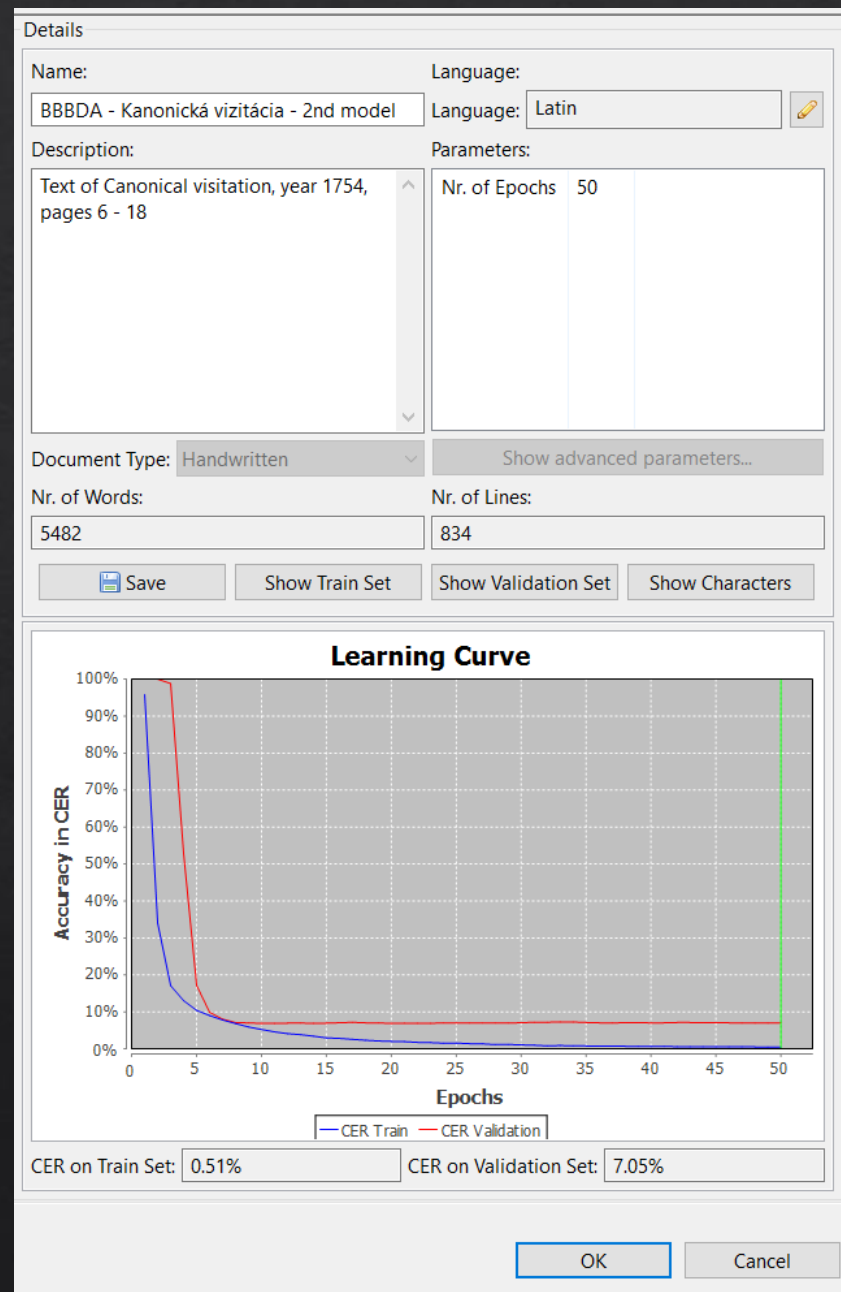 Details
Name:
Language:
BBBDA - Kanonická vizitácia - 2nd model
Language: Latin
Description:
Parameters:
Text of Canonical visitation, year 1754,
pages 6 - 18
Nr. of Epochs 50
Document Type: Handwritten
Show advanced parameters...
Nr. of Words:
Nr. of Lines:
5482
834
Save
Show Train Set
Show Validation Set
Show Characters
Learning Curve
100%
90%
80%
70%
60%
50%
40%
30%
20%
10%
0%
Accuracy in CER
0 5 10 15 20 25 30 35 40 45 50
Epochs
CER Train CER Validation
CER on Train Set: 0.51% CER on Validation Set: 7.05%
OK
Cancel